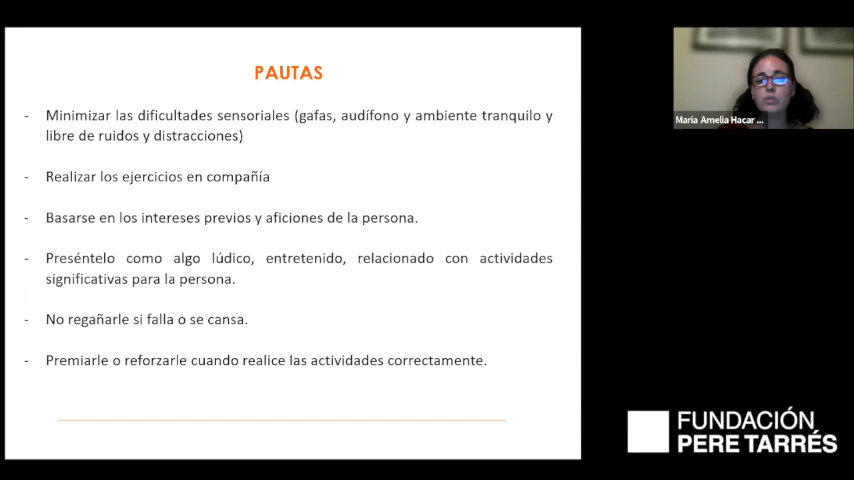 PAUTAS
- Minimizar las dificultades sensoriales (gafas, audífono y ambiente tranquilo y
libre de ruidos y distracciones)
- Realizar los ejercicios en compañía
- Basarse en los intereses previos y aficiones de la persona.
- Preséntelo como algo lúdico, entretenido, relacionado con actividades
significativas para la persona.
- No regañarle si falla o se cansa.
- Premiarle o reforzarle cuando realice las actividades correctamente.
Maria Amelia Hacar ...
FUNDACIÓN
PERE TARRÉS